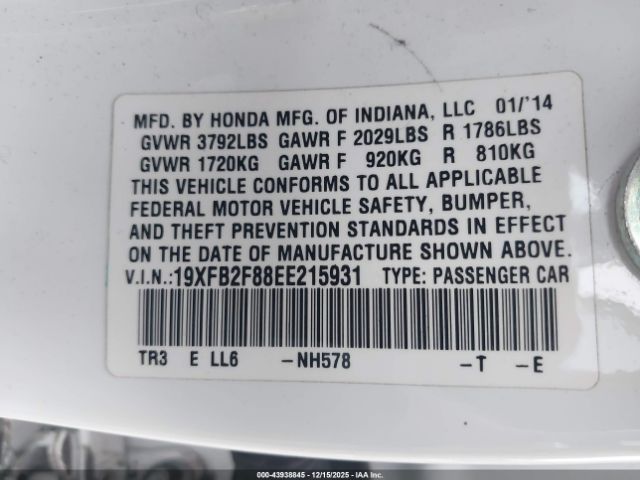 MFD. BY HONDA MFG. OF INDIANA, LLC 01/'14
GVWR 3792LBS GAWR F 2029LBS R 1786LBS
GVWR 1720KG GAWR F 920KG R 810KG
THIS VEHICLE CONFORMS TO ALL APPLICABLE
FEDERAL MOTOR VEHICLE SAFETY, BUMPER,
AND THEFT PREVENTION STANDARDS IN EFFECT
ON THE DATE OF MANUFACTURE SHOWN ABOVE.
V.I.N.:19XFB2F88EE215931 TYPE: PASSENGER CAR
TR3 E LL6 -NH578 -T -E
000-43938845 - 12/15/2025 - IAA, Inc.